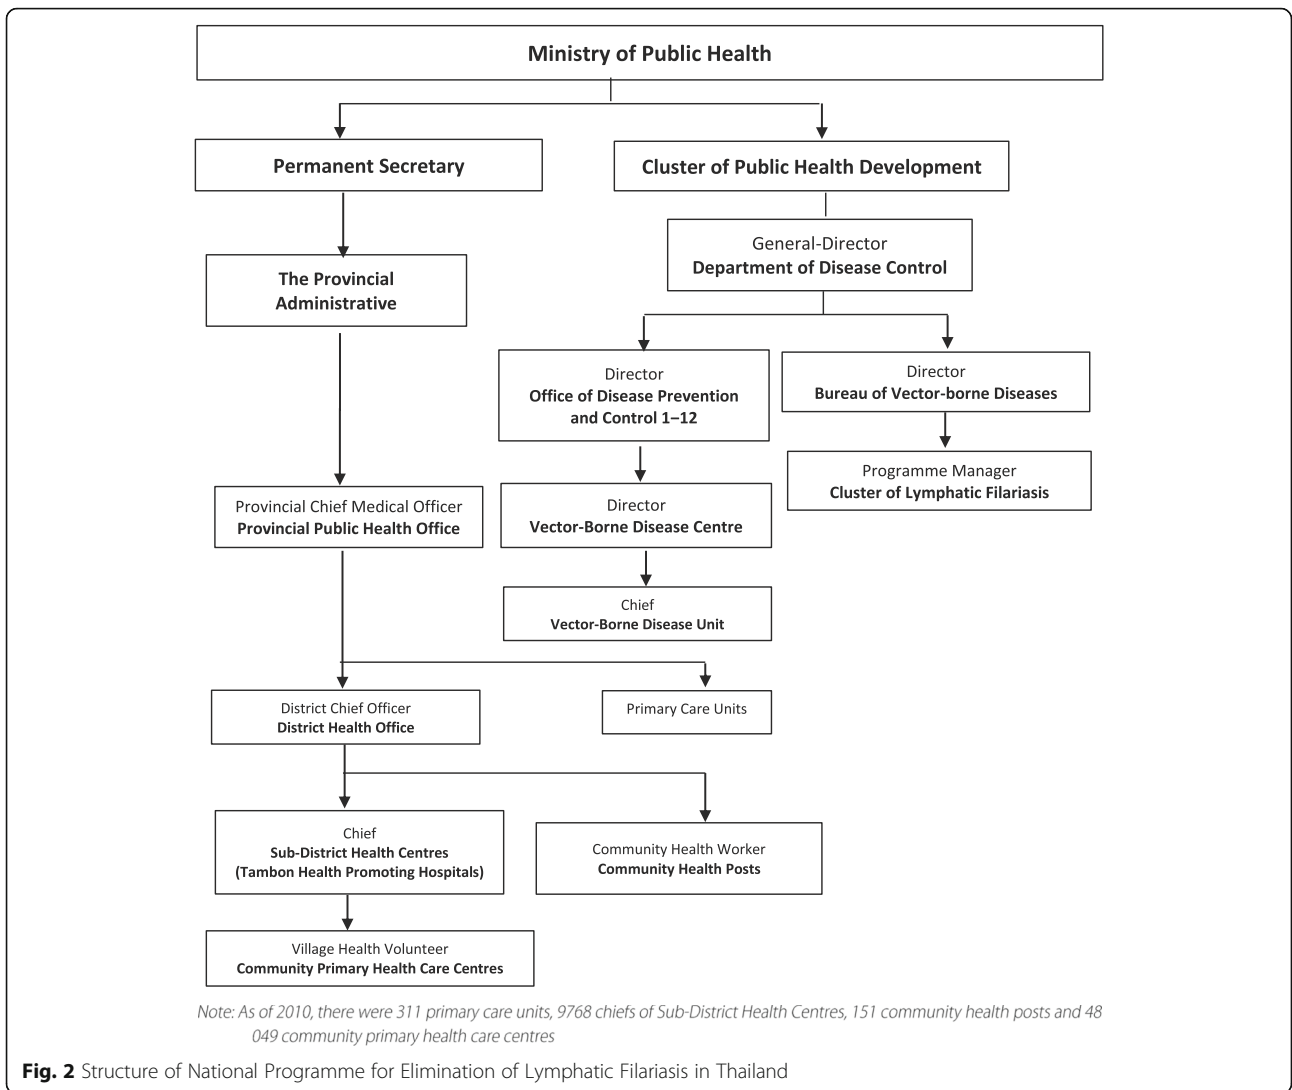 Ministry of Public Health
Permanent Secretary
Cluster of Public Health Development
General-Director
Department of Disease Control
The Provincial
Administrative
Director
Office of Disease Prevention
and Control 1–12
Director
Bureau of Vector-borne Diseases
Programme Manager
Cluster of Lymphatic Filariasis
Provincial Chief Medical Officer
Provincial Public Health Office
Director
Vector-Borne Disease Centre
Chief
Vector-Borne Disease Unit
District Chief Officer
District Health Office
Primary Care Units
Chief
Sub-District Health Centres
(Tambon Health Promoting Hospitals)
Community Health Worker
Community Health Posts
Village Health Volunteer
Community Primary Health Care Centres
Note: As of 2010, there were 311 primary care units, 9768 chiefs of Sub-District Health Centres, 151 community health posts and 48
049 community primary health care centres
Fig. 2 Structure of National Programme for Elimination of Lymphatic Filariasis in Thailand